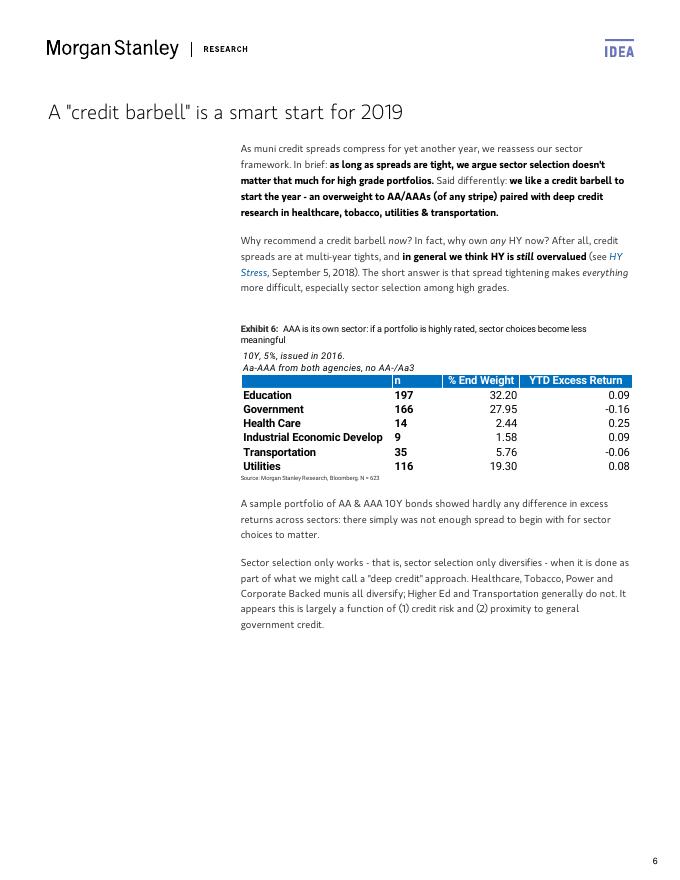 Morgan Stanley | RESEARCH
IDEA
A "credit barbell" is a smart start for 2019
As muni credit spreads compress for yet another year, we reassess our sector
framework. In brief: as long as spreads are tight, we argue sector selection doesn't
matter that much for high grade portfolios. Said differently: we like a credit barbell to
start the year - an overweight to AA/AAAs (of any stripe) paired with deep credit
research in healthcare, tobacco, utilities & transportation.
Why recommend a credit barbell now? In fact, why own any HY now? After all, credit
spreads are at multi-year tights, and in general we think HY is still overvalued (see HY
Stress, September 5, 2018). The short answer is that spread tightening makes everything
more difficult, especially sector selection among high grades.
Exhibit 6: AAA is its own sector: if a portfolio is highly rated, sector choices become less
meaningful
10Y, 5%, issued in 2016.
Aa-AAA from both agencies, no AA-/Aa3
n % End Weight YTD Excess Return
Education 197 32.20 0.09
Government 166 27.95 -0.16
Health Care 14 2.44 0.25
Industrial Economic Develop 9 1.58 0.09
Transportation 35 5.76 -0.06
Utilities 116 19.30 0.08
Source: Morgan Stanley Research, Bloomberg. N = 623
A sample portfolio of AA & AAA 10Y bonds showed hardly any difference in excess
returns across sectors: there simply was not enough spread to begin with for sector
choices to matter.
Sector selection only works - that is, sector selection only diversifies - when it is done as
part of what we might call a "deep credit" approach. Healthcare, Tobacco, Power and
Corporate Backed munis all diversify; Higher Ed and Transportation generally do not. It
appears this is largely a function of (1) credit risk and (2) proximity to general
government credit.
6